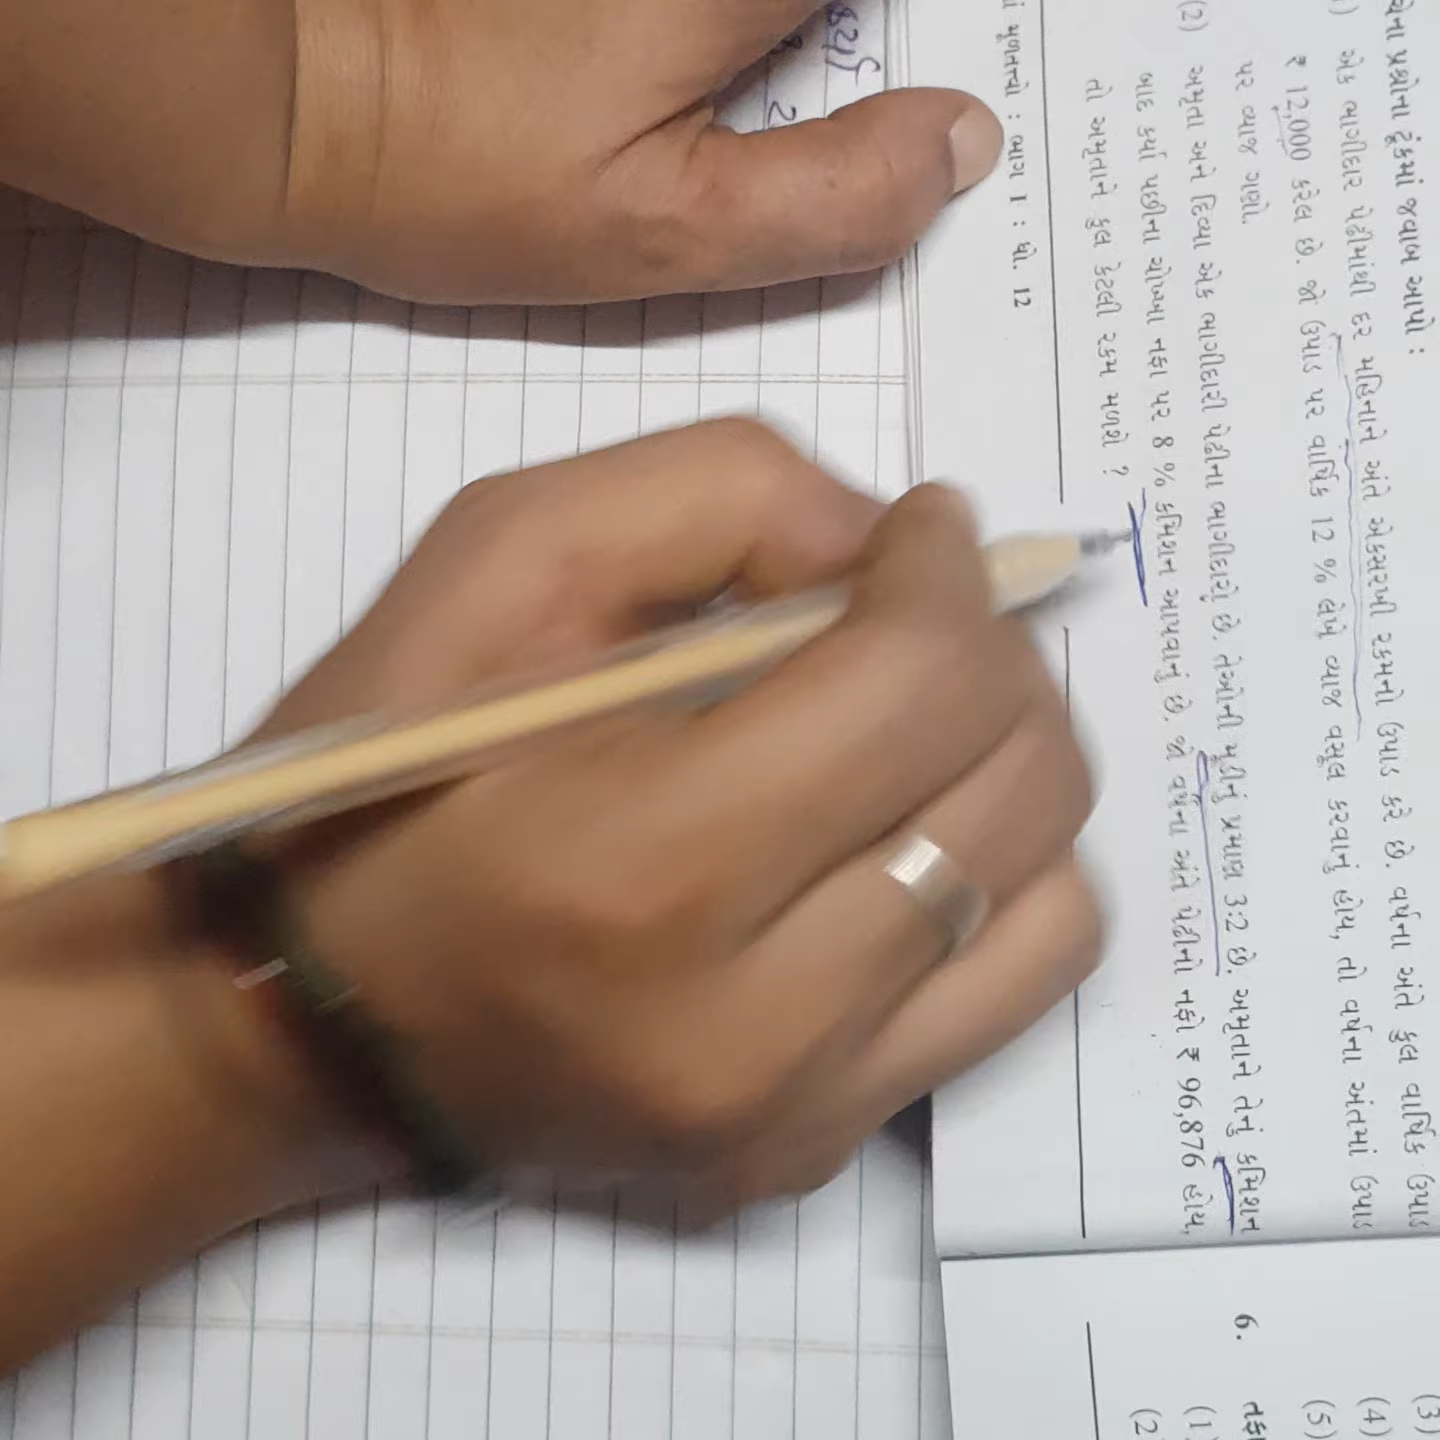 પ્રશ્નોના ટૂંકમાં જવાબ આપો :
એક ભાગીદાર પેઢીમાંથી દર મહિનાને અંતે એકસરખી રકમનો ઉપાડ કરે છે. વર્ષના અંતે કુલ વાર્ષિક ઉપાડ
₹ 12,000 કરેલ છે. જો ઉપાડ પર વાર્ષિક 12 % લેખે વ્યાજ વસૂલ કરવાનું હોય, તો વર્ષના અંતમાં ઉપાડ
પર વ્યાજ ગણો.
(2) અમૃતા અને દિવ્યા એક ભાગીદારી પેઢીના ભાગીદારો છે. તેઓની મૂડીનું પ્રમાણ 3:2 છે. અમૃતાને તેનું કમિશન
બાદ કર્યા પછીના ચોખ્ખા નફા પર 8 % કમિશન આપવાનું છે. જો વર્ષના અંતે પેઢીનો નફો ₹ 96,876 હોય,
તો અમૃતાને કુલ કેટલી રકમ મળશે ?
મૂળતત્ત્વો : ભાગ I : ધો. 12
6.
(3)
(4)
(5)
(1)
(2